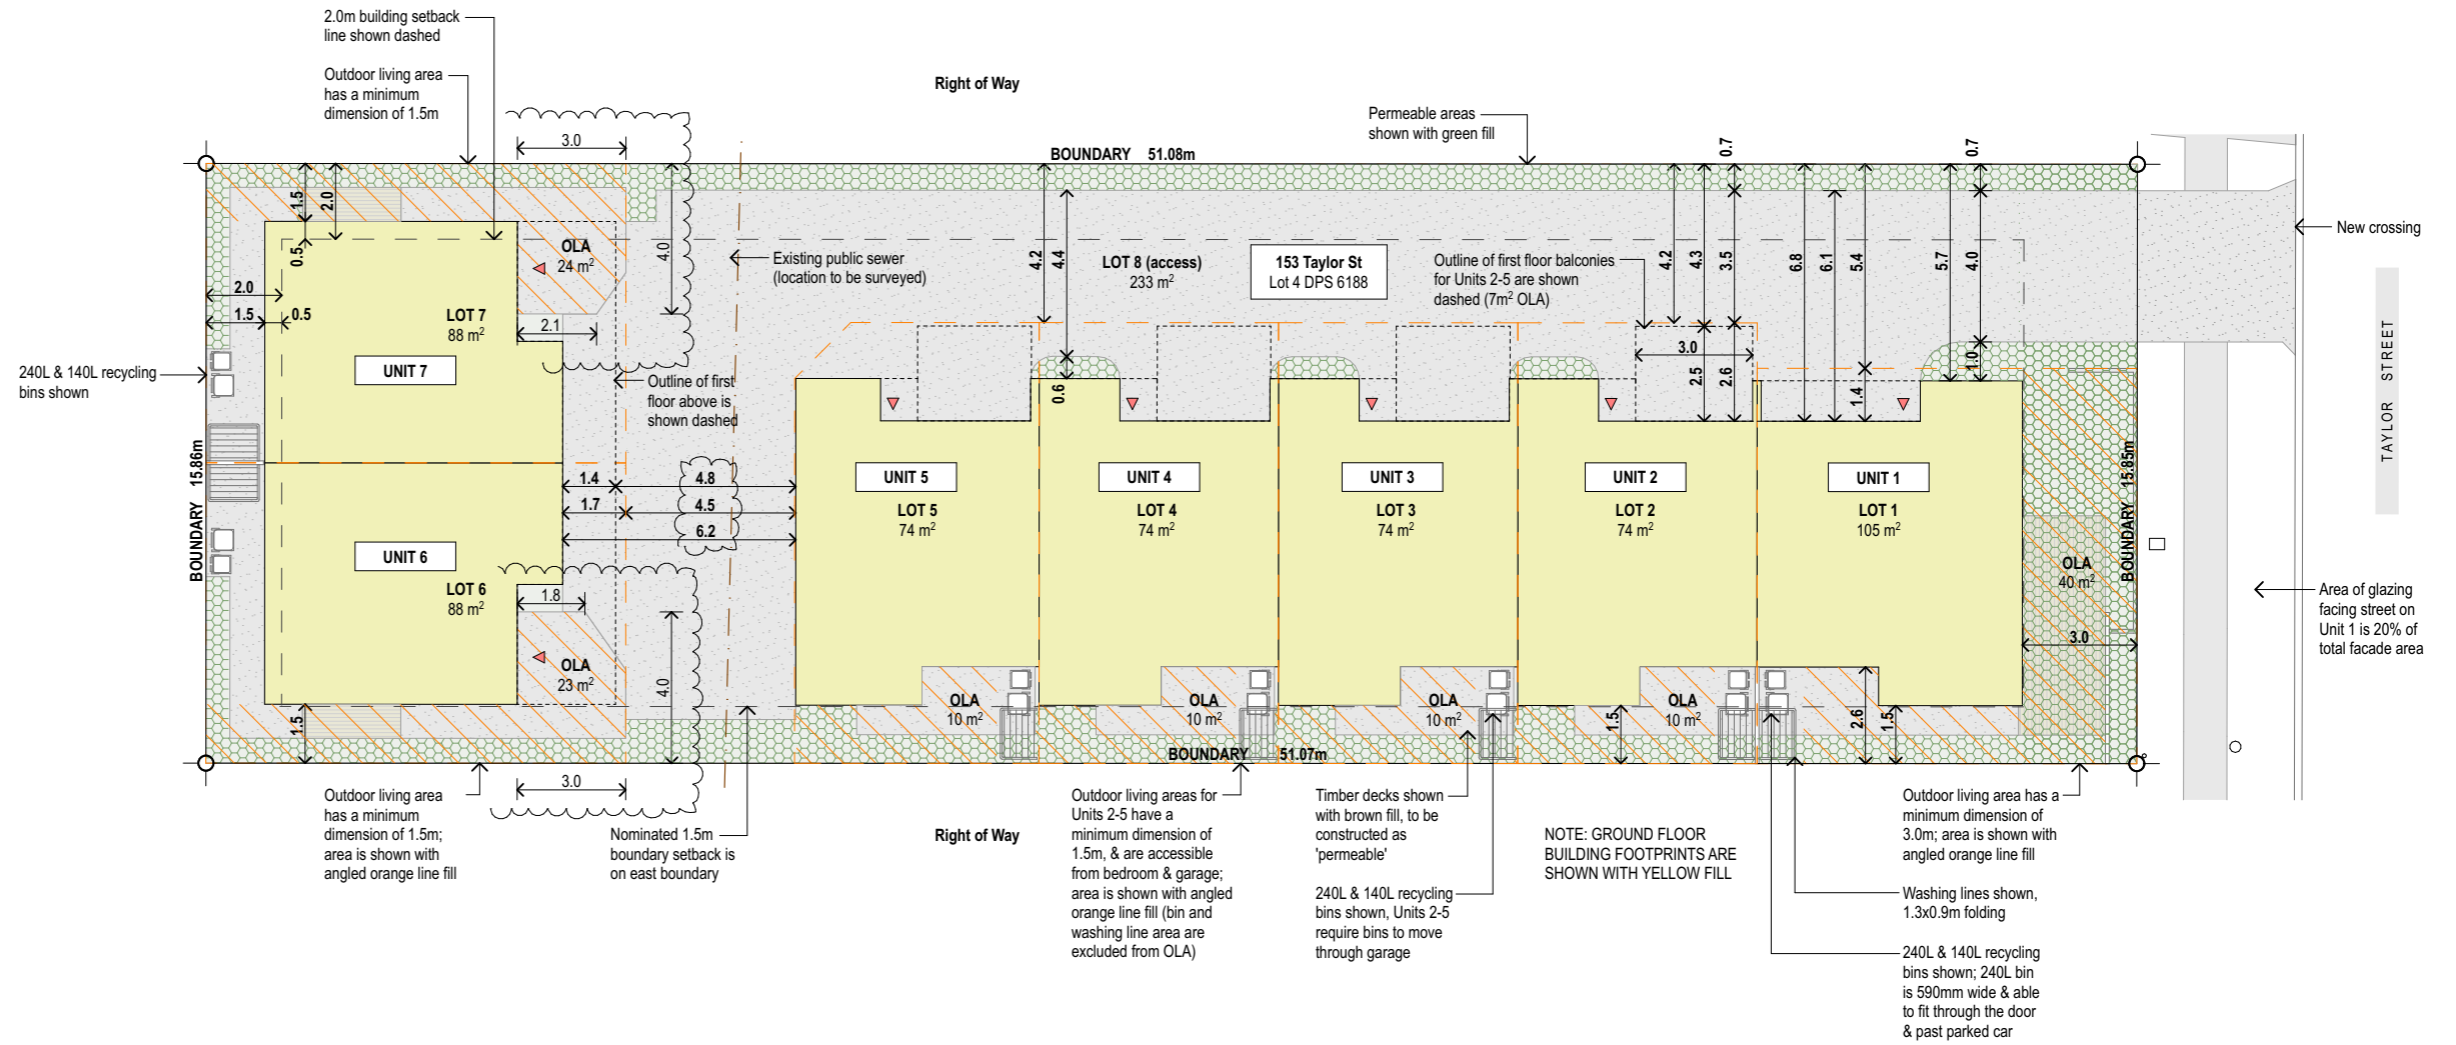 2.0m building setback
line shown dashed
Outdoor living area
has a minimum
dimension of 1.5m
Right of Way
Permeable areas
shown with green fill
3.0
BOUNDARY 51.08m
0.7
0.7
1.5
2.0
0.5
OLA
24 m²
4.0
Existing public sewer
(location to be surveyed)
4.2
4.4
LOT 8 (access)
233 m²
153 Taylor St
Lot 4 DPS 6188
Outline of first floor balconies
for Units 2-5 are shown
dashed (7m² OLA)
4.2
4.3
3.5
6.8
6.1
5.4
5.7
4.0
New crossing
TAYLOR STREET
2.0
1.5
0.5
LOT 7
88 m²
2.1
240L & 140L recycling
bins shown
UNIT 7
Outline of first
floor above is
shown dashed
0.6
3.0
2.5
2.6
1.4
1.0
BOUNDARY 15.86m
1.4
4.8
1.7
4.5
6.2
UNIT 5
LOT 5
74 m²
UNIT 4
LOT 4
74 m²
UNIT 3
LOT 3
74 m²
UNIT 2
LOT 2
74 m²
UNIT 1
LOT 1
105 m²
BOUNDARY 15.85m
UNIT 6
LOT 6
88 m²
1.8
OLA
40 m²
Area of glazing
facing street on
Unit 1 is 20% of
total facade area
3.0
OLA
23 m²
4.0
1.5
OLA
10 m²
OLA
10 m²
OLA
10 m²
OLA
10 m²
1.5
2.6
1.5
BOUNDARY 51.07m
3.0
Outdoor living area
has a minimum
dimension of 1.5m;
area is shown with
angled orange line fill
Nominated 1.5m
boundary setback is
on east boundary
Right of Way
Outdoor living areas for
Units 2-5 have a
minimum dimension of
1.5m, & are accessible
from bedroom & garage;
area is shown with angled
orange line fill (bin and
washing line area are
excluded from OLA)
Timber decks shown
with brown fill, to be
constructed as
'permeable'
240L & 140L recycling
bins shown, Units 2-5
require bins to move
through garage
NOTE: GROUND FLOOR
BUILDING FOOTPRINTS ARE
SHOWN WITH YELLOW FILL
Outdoor living area has a
minimum dimension of
3.0m; area is shown with
angled orange line fill
Washing lines shown,
1.3x0.9m folding
240L & 140L recycling
bins shown; 240L bin
is 590mm wide & able
to fit through the door
& past parked car